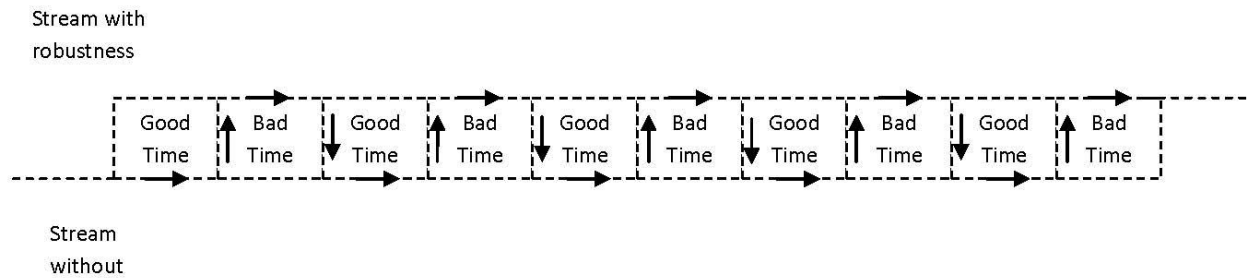 Stream with
robustness
Good Bad Good Bad Good Bad Good Bad Good Bad
Time Time Time Time Time Time Time Time Time Time
Stream
without